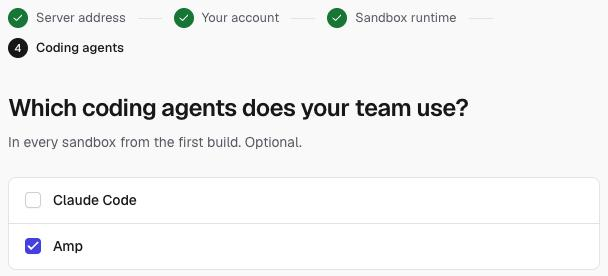 Server address Your account Sandbox runtime
4 Coding agents
Which coding agents does your team use?
In every sandbox from the first build. Optional.
Claude Code
Amp